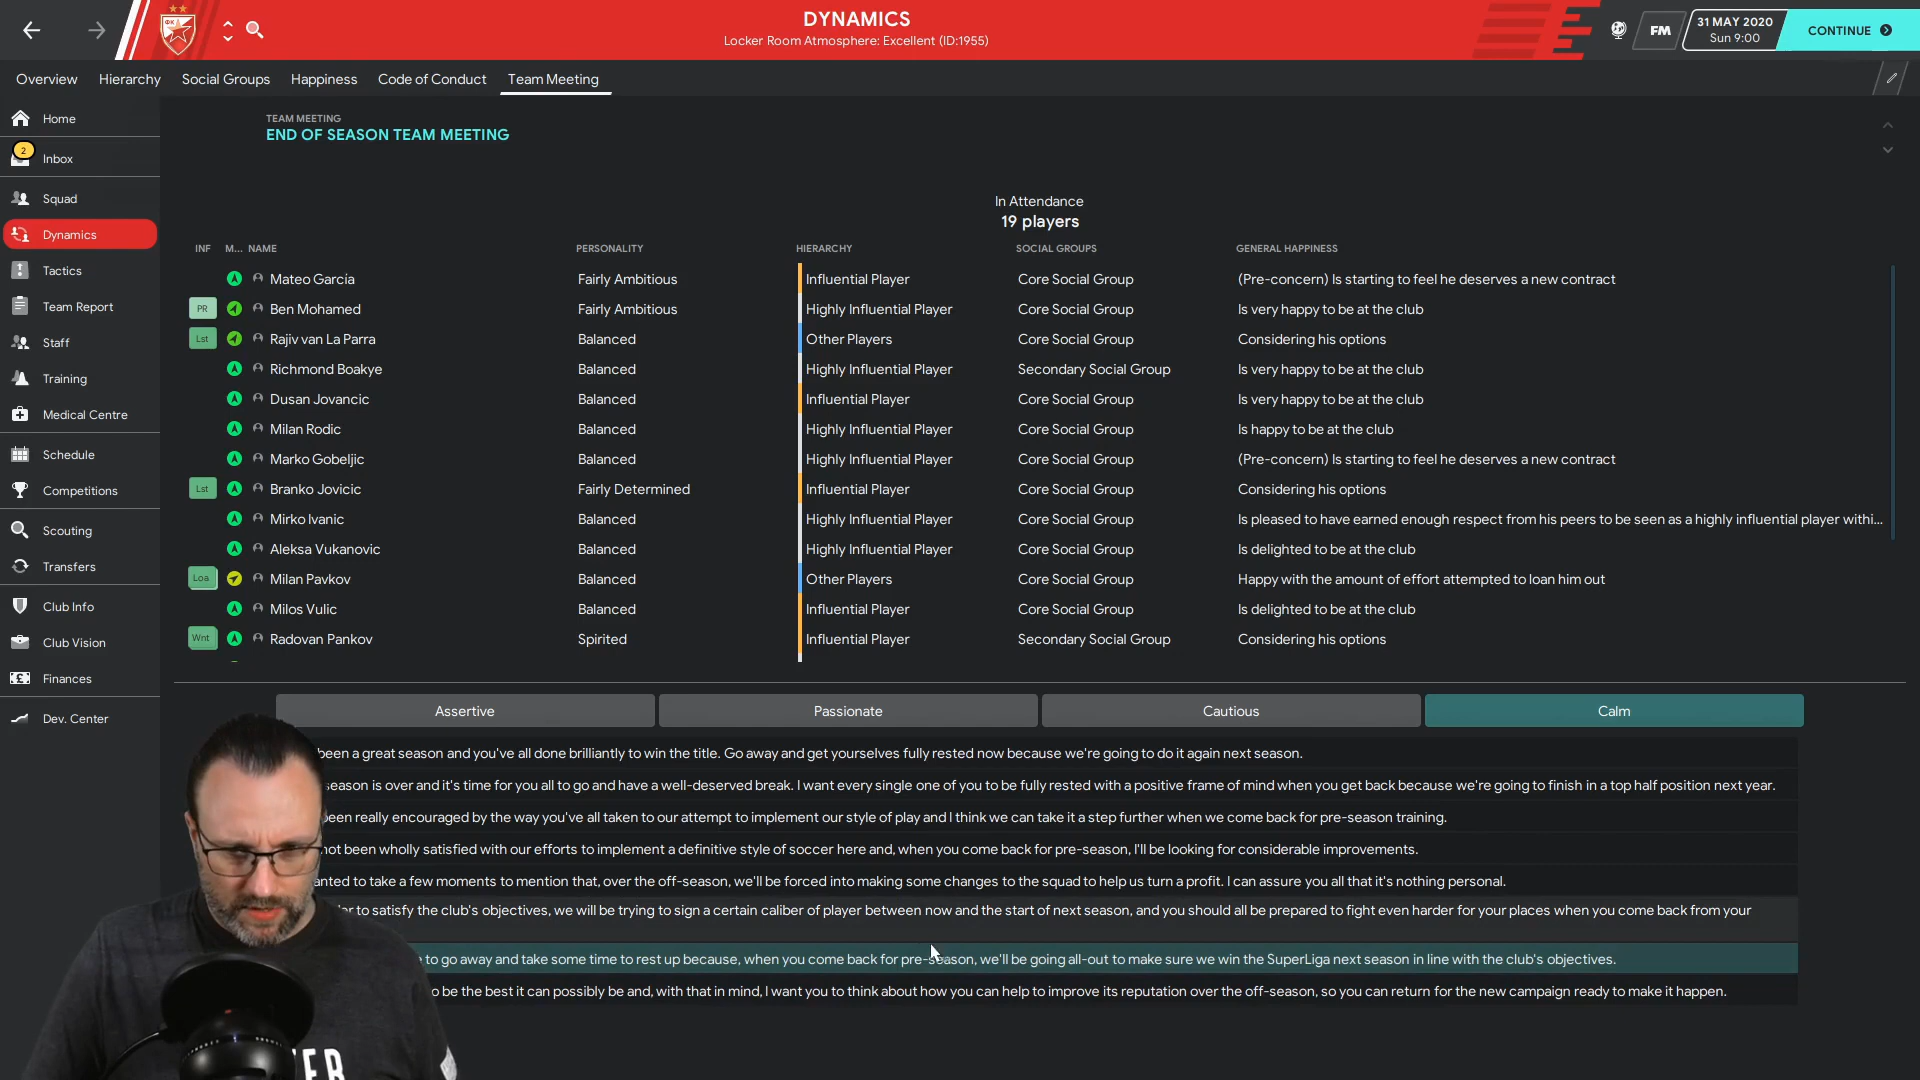 DYNAMICS
Locker Room Atmosphere: Excellent (ID:1955)
FM
31 MAY 2020
Sun 9:00
CONTINUE
Overview Hierarchy Social Groups Happiness Code of Conduct Team Meeting
Home
2
Inbox
Squad
Dynamics
Tactics
Team Report
Staff
Training
Medical Centre
Schedule
Competitions
Scouting
Transfers
Club Info
Club Vision
Finances
Dev. Center
TEAM MEETING
END OF SEASON TEAM MEETING
In Attendance
19 players
INF M... NAME PERSONALITY HIERARCHY SOCIAL GROUPS GENERAL HAPPINESS
Mateo García Fairly Ambitious Influential Player Core Social Group (Pre-concern) Is starting to feel he deserves a new contract
PR Ben Mohamed Fairly Ambitious Highly Influential Player Core Social Group Is very happy to be at the club
Lst Rajiv van La Parra Balanced Other Players Core Social Group Considering his options
Richmond Boakye Balanced Highly Influential Player Secondary Social Group Is very happy to be at the club
Dusan Jovancic Balanced Influential Player Core Social Group Is very happy to be at the club
Milan Rodic Balanced Highly Influential Player Core Social Group Is happy to be at the club
Marko Gobeljic Balanced Highly Influential Player Core Social Group (Pre-concern) Is starting to feel he deserves a new contract
Lst Branko Jovicic Fairly Determined Influential Player Core Social Group Considering his options
Mirko Ivanic Balanced Highly Influential Player Core Social Group Is pleased to have earned enough respect from his peers to be seen as a highly influential player withi...
Aleksa Vukanovic Balanced Highly Influential Player Core Social Group Is delighted to be at the club
Loa Milan Pavkov Balanced Other Players Core Social Group Happy with the amount of effort attempted to loan him out
Milos Vulic Balanced Influential Player Core Social Group Is delighted to be at the club
Wnt Radovan Pankov Spirited Influential Player Secondary Social Group Considering his options
Assertive Passionate Cautious Calm
been a great season and you've all done brilliantly to win the title. Go away and get yourselves fully rested now because we're going to do it again next season.
season is over and it's time for you all to go and have a well-deserved break. I want every single one of you to be fully rested with a positive frame of mind when you get back because we're going to finish in a top half position next year.
been really encouraged by the way you've all taken to our attempt to implement our style of play and I think we can take it a step further when we come back for pre-season training.
not been wholly satisfied with our efforts to implement a definitive style of soccer here and, when you come back for pre-season, I'll be looking for considerable improvements.
wanted to take a few moments to mention that, over the off-season, we'll be forced into making some changes to the squad to help us turn a profit. I can assure you all that it's nothing personal.
to satisfy the club's objectives, we will be trying to sign a certain caliber of player between now and the start of next season, and you should all be prepared to fight even harder for your places when you come back from your
to go away and take some time to rest up because, when you come back for pre-season, we'll be going all-out to make sure we win the SuperLiga next season in line with the club's objectives.
be the best it can possibly be and, with that in mind, I want you to think about how you can help to improve its reputation over the off-season, so you can return for the new campaign ready to make it happen.